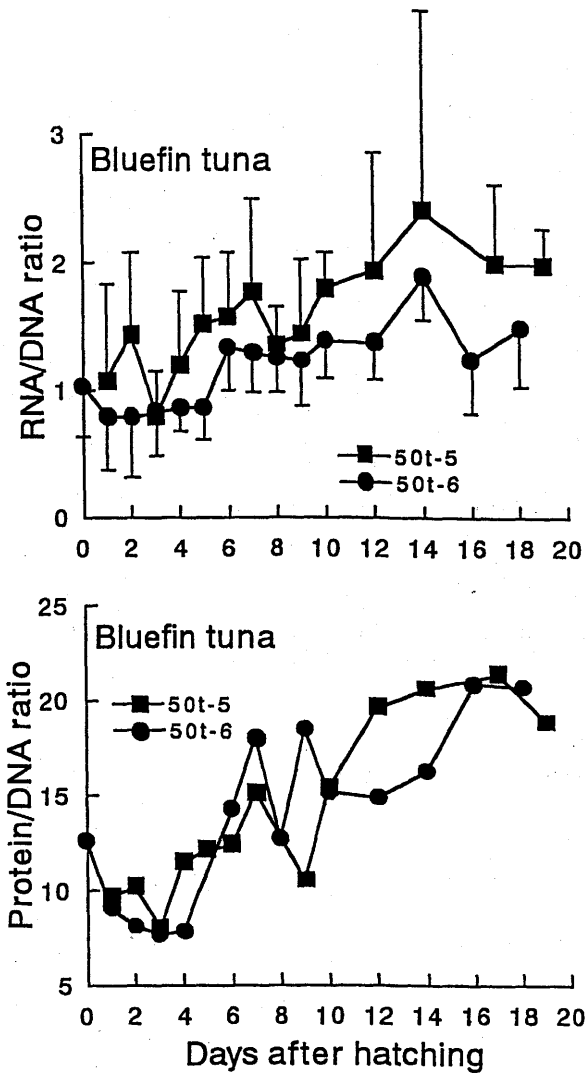 3
Bluefin tuna
2
1
0
RNA/DNA ratio
50t-5
50t-6
0 2 4 6 8 10 12 14 16 18 20
25
Bluefin tuna
20
50t-5
50t-6
15
10
5
Protein/DNA ratio
0 2 4 6 8 10 12 14 16 18 20
Days after hatching